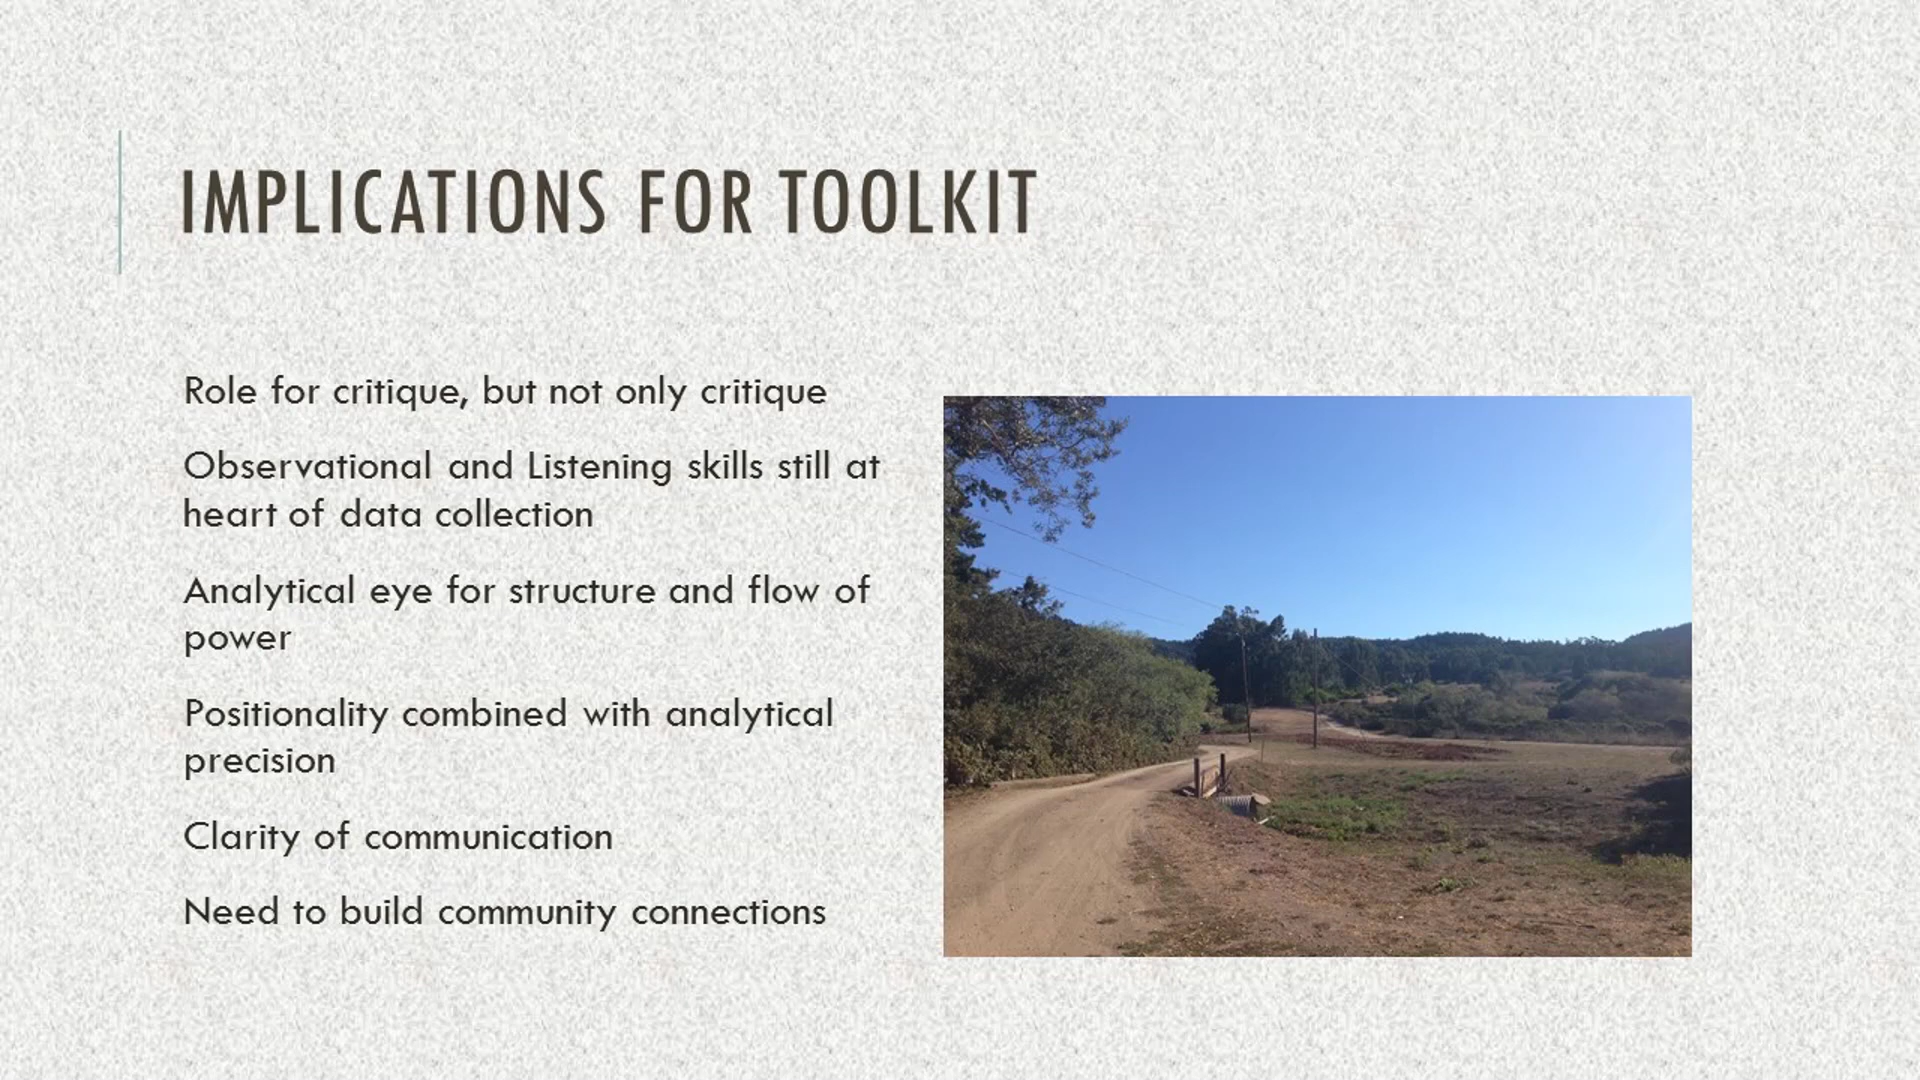 IMPLICATIONS FOR TOOLKIT
Role for critique, but not only critique
Observational and Listening skills still at
heart of data collection
Analytical eye for structure and flow of
power
Positionality combined with analytical
precision
Clarity of communication
Need to build community connections